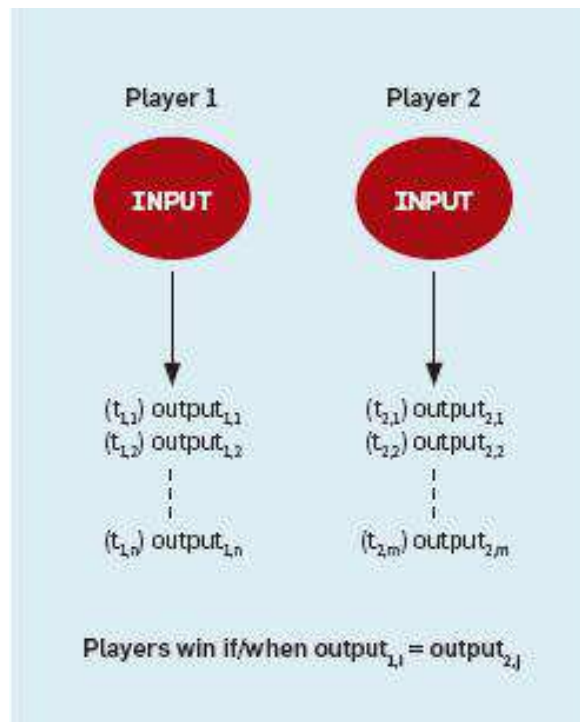 Player 1
Player 2
INPUT
INPUT
(t1,1) output1,1
(t1,2) output1,2
(t1,n) output1,n
(t2,1) output2,1
(t2,2) output2,2
(t2,m) output2,m
Players win if/when output1,i = output2,j